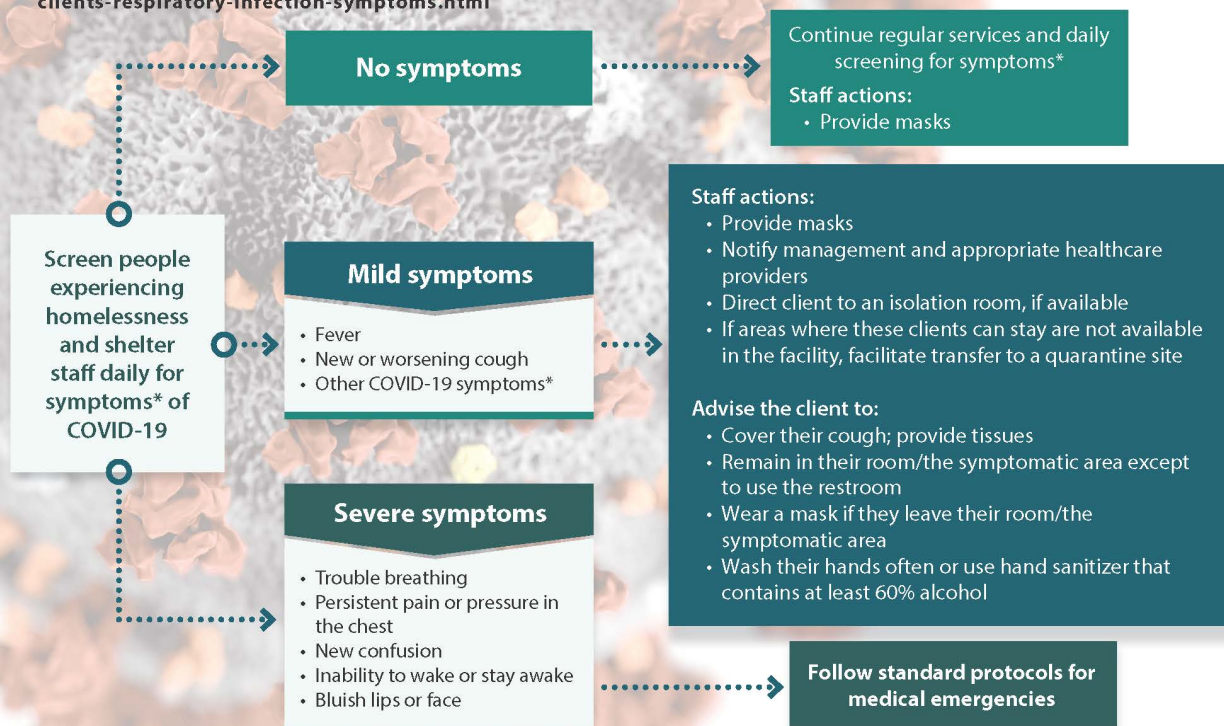 clients-respiratory-infection-symptoms.html
No symptoms
Continue regular services and daily
screening for symptoms*
Staff actions:
• Provide masks
Screen people
experiencing
homelessness
and shelter
staff daily for
symptoms* of
COVID-19
Mild symptoms
• Fever
• New or worsening cough
• Other COVID-19 symptoms*
Staff actions:
• Provide masks
• Notify management and appropriate healthcare
providers
• Direct client to an isolation room, if available
• If areas where these clients can stay are not available
in the facility, facilitate transfer to a quarantine site
Advise the client to:
• Cover their cough; provide tissues
• Remain in their room/the symptomatic area except
to use the restroom
• Wear a mask if they leave their room/the
symptomatic area
• Wash their hands often or use hand sanitizer that
contains at least 60% alcohol
Severe symptoms
• Trouble breathing
• Persistent pain or pressure in
the chest
• New confusion
• Inability to wake or stay awake
• Bluish lips or face
Follow standard protocols for
medical emergencies